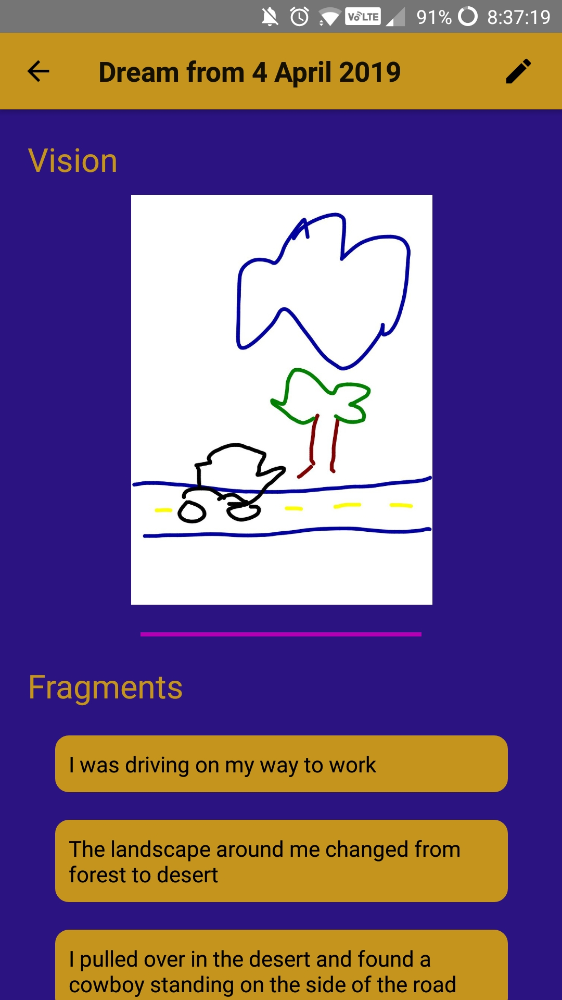 VoLTE 91% 8:37:19
Dream from 4 April 2019
Vision
Fragments
I was driving on my way to work
The landscape around me changed from
forest to desert
I pulled over in the desert and found a
cowboy standing on the side of the road